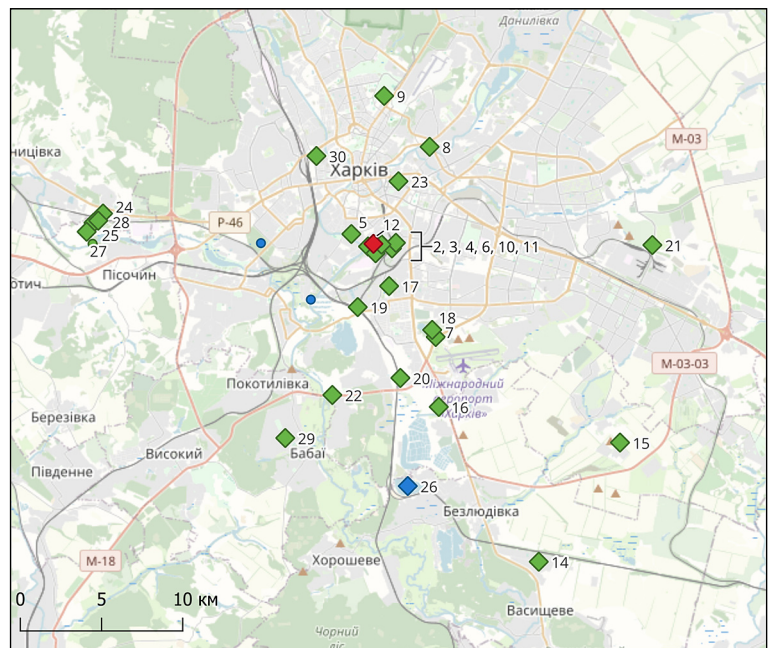 Данилівка
9
М-03
8
ницівка
30
Харків
23
24
28
25
27
Р-46
5
12
2, 3, 4, 6, 10, 11
21
Пісочин
отич
17
19
18
7
М-03-03
20
Міжнародний
аеропорт
«Харків»
Покотилівка
22
16
Березівка
29
Бабаї
Високий
15
Південне
26
Безлюдівка
М-18
Хорошеве
14
0 5 10 км
Васищеве
Чорний
ліс